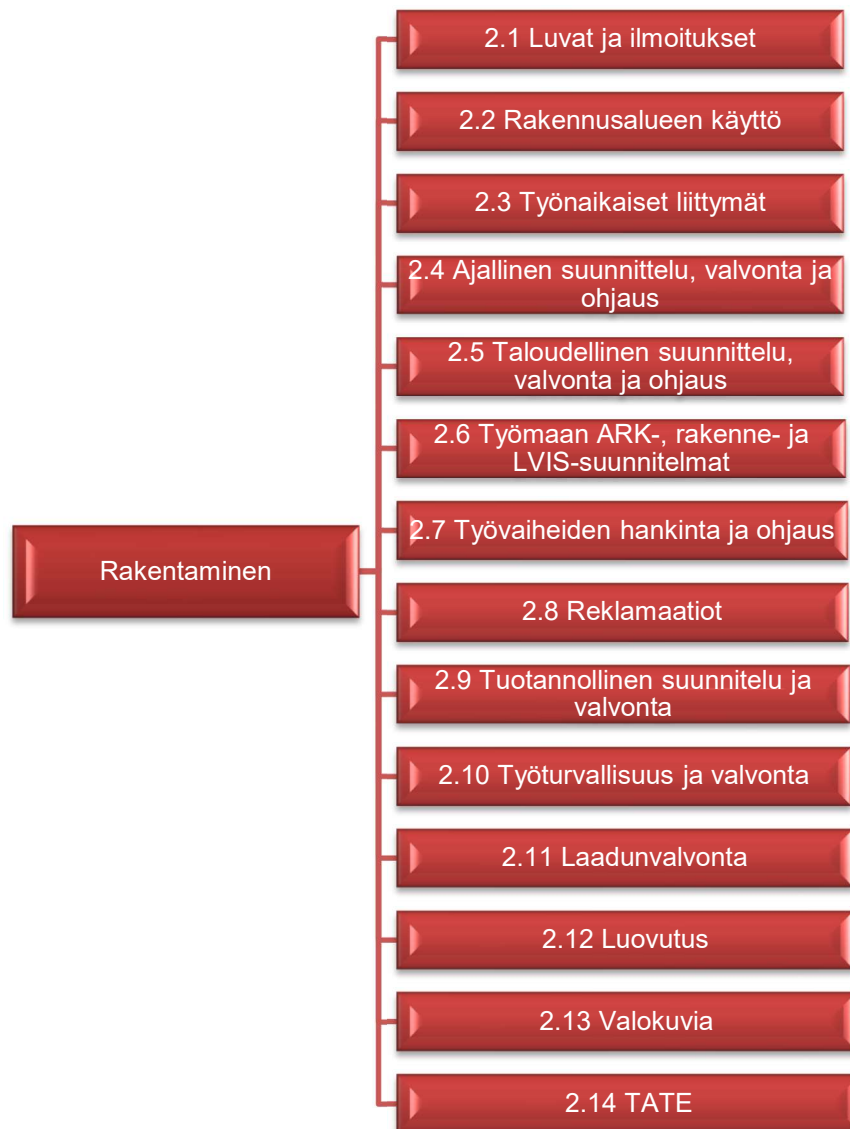 2.1 Luvat ja ilmoitukset
2.2 Rakennusalueen käyttö
2.3 Työnaikaiset liittymät
2.4 Ajallinen suunnittelu, valvonta ja
ohjaus
2.5 Taloudellinen suunnittelu,
valvonta ja ohjaus
2.6 Työmaan ARK-, rakenne- ja
LVIS-suunnitelmat
Rakentaminen
2.7 Työvaiheiden hankinta ja ohjaus
2.8 Reklamaatiot
2.9 Tuotannollinen suunnitelu ja
valvonta
2.10 Työturvallisuus ja valvonta
2.11 Laadunvalvonta
2.12 Luovutus
2.13 Valokuvia
2.14 TATE